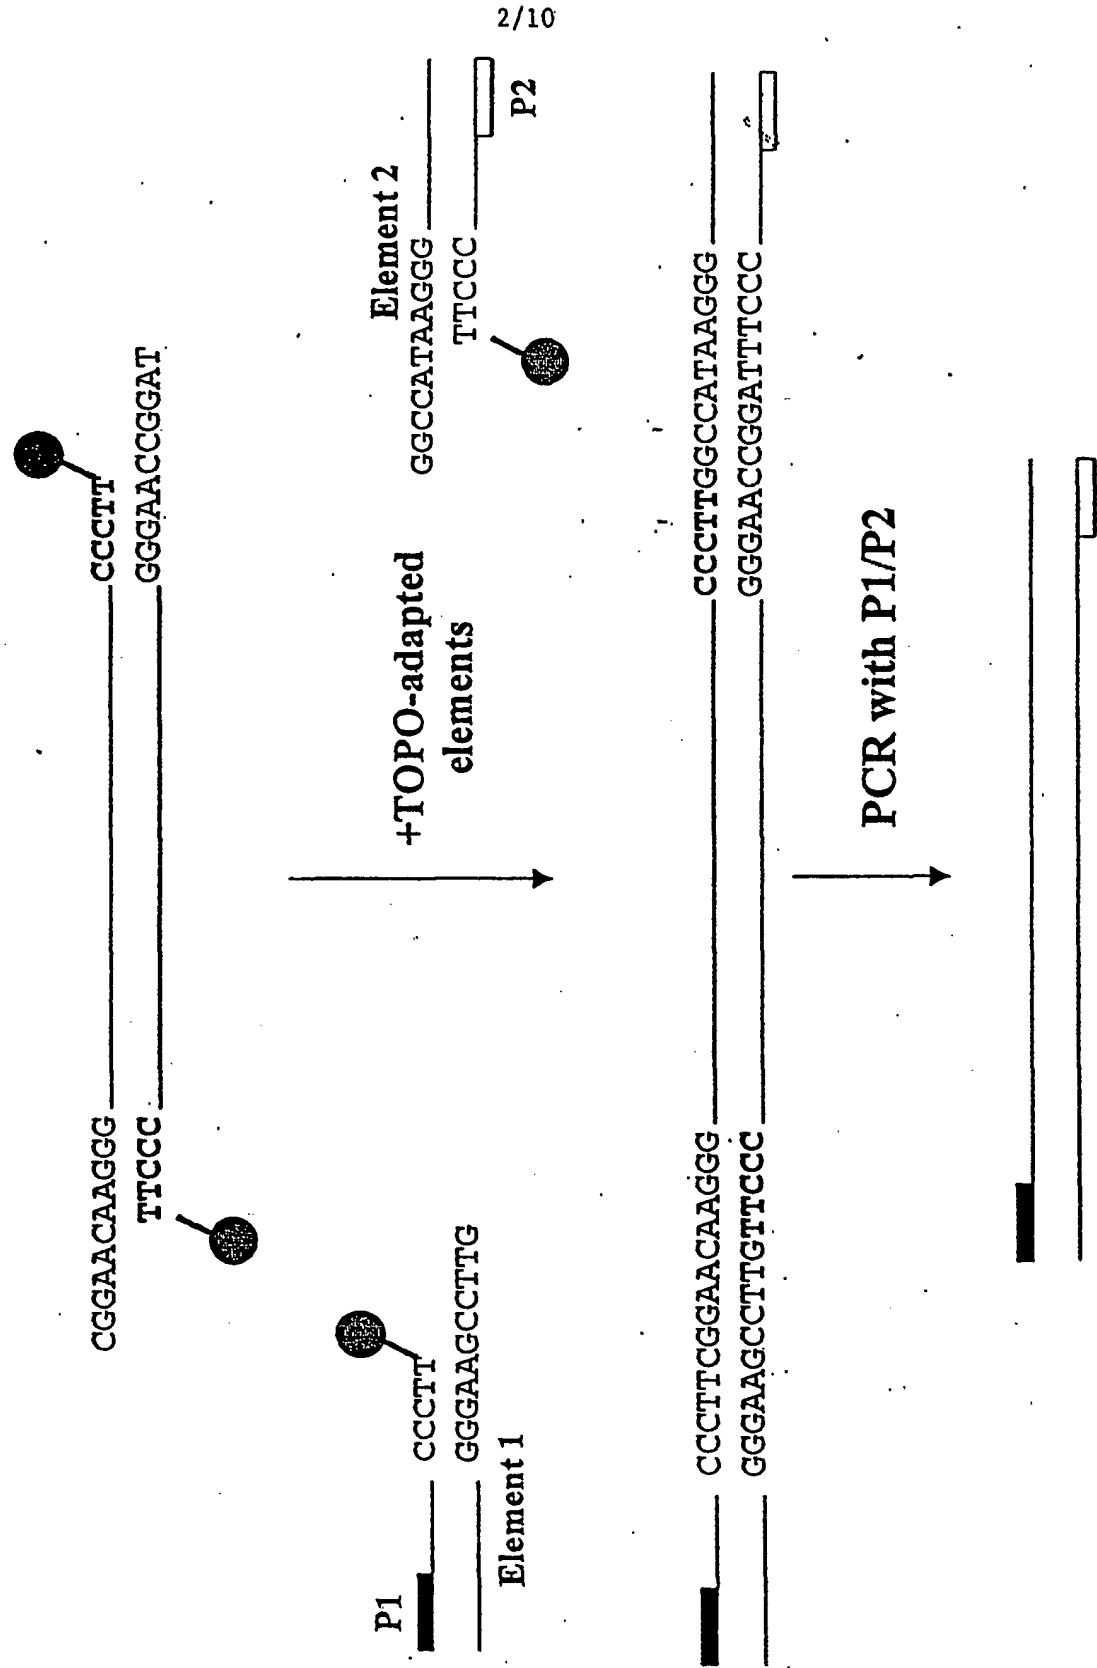 2/10
CCCTT
CGGAACAAGGG
TTCCC
GGGAACCGGAT
P1
CCCTT
GGGAAGCCTTG
Element 1
+TOPO-adapted
elements
Element 2
GGCCATAAGGG
TTCCC
P2
CCCTTCGGAACAAGGG
CCCTTGGCCATAAGGG
GGGAAGCCTTGTTCCC
GGGAACCGGATTTCCC
PCR with P1/P2